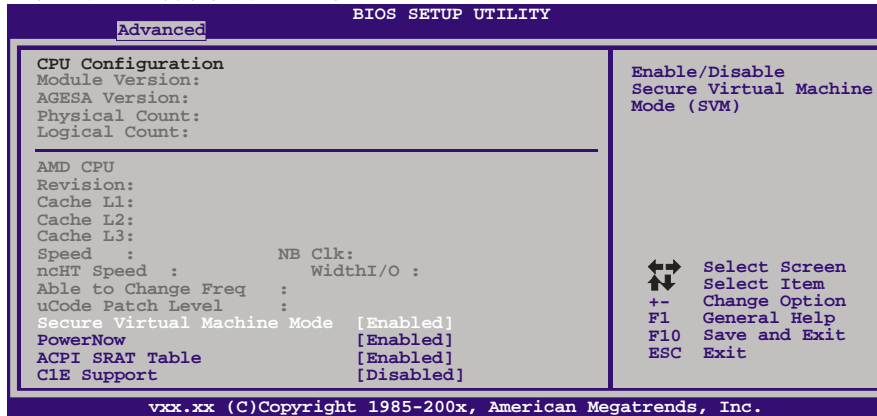 BIOS SETUP UTILITY
Advanced
CPU Configuration
Module Version:
AGESA Version:
Physical Count:
Logical Count:
AMD CPU
Revision:
Cache L1:
Cache L2:
Cache L3:
Speed : NB Clk:
ncHT Speed : WidthI/O :
Able to Change Freq :
uCode Patch Level :
Secure Virtual Machine Mode [Enabled]
PowerNow [Enabled]
ACPI SRAT Table [Enabled]
C1E Support [Disabled]
Enable/Disable
Secure Virtual Machine
Mode (SVM)
Select Screen
Select Item
+- Change Option
F1 General Help
F10 Save and Exit
ESC Exit
vxx.xx (C)Copyright 1985-200x, American Megatrends, Inc.